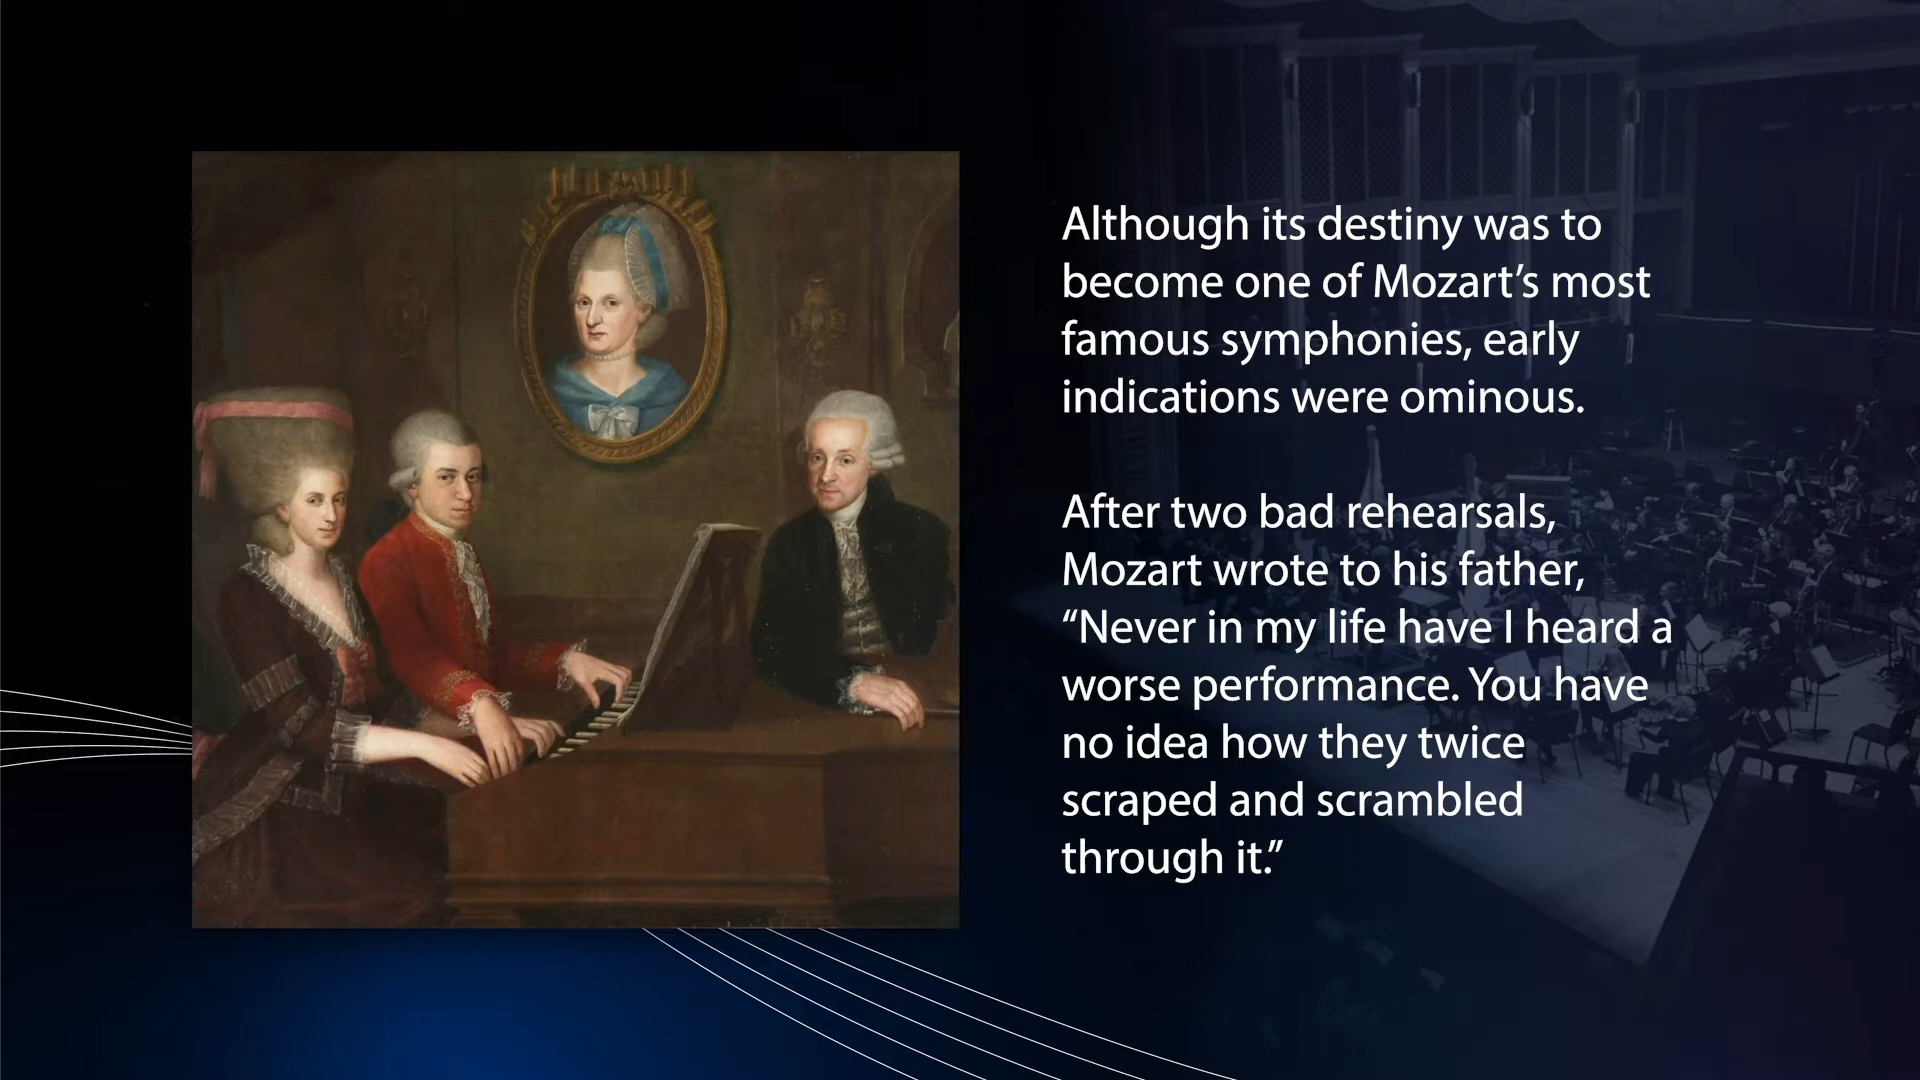 Although its destiny was to
become one of Mozart’s most
famous symphonies, early
indications were ominous.
After two bad rehearsals,
Mozart wrote to his father,
“Never in my life have I heard a
worse performance. You have
no idea how they twice
scraped and scrambled
through it.”